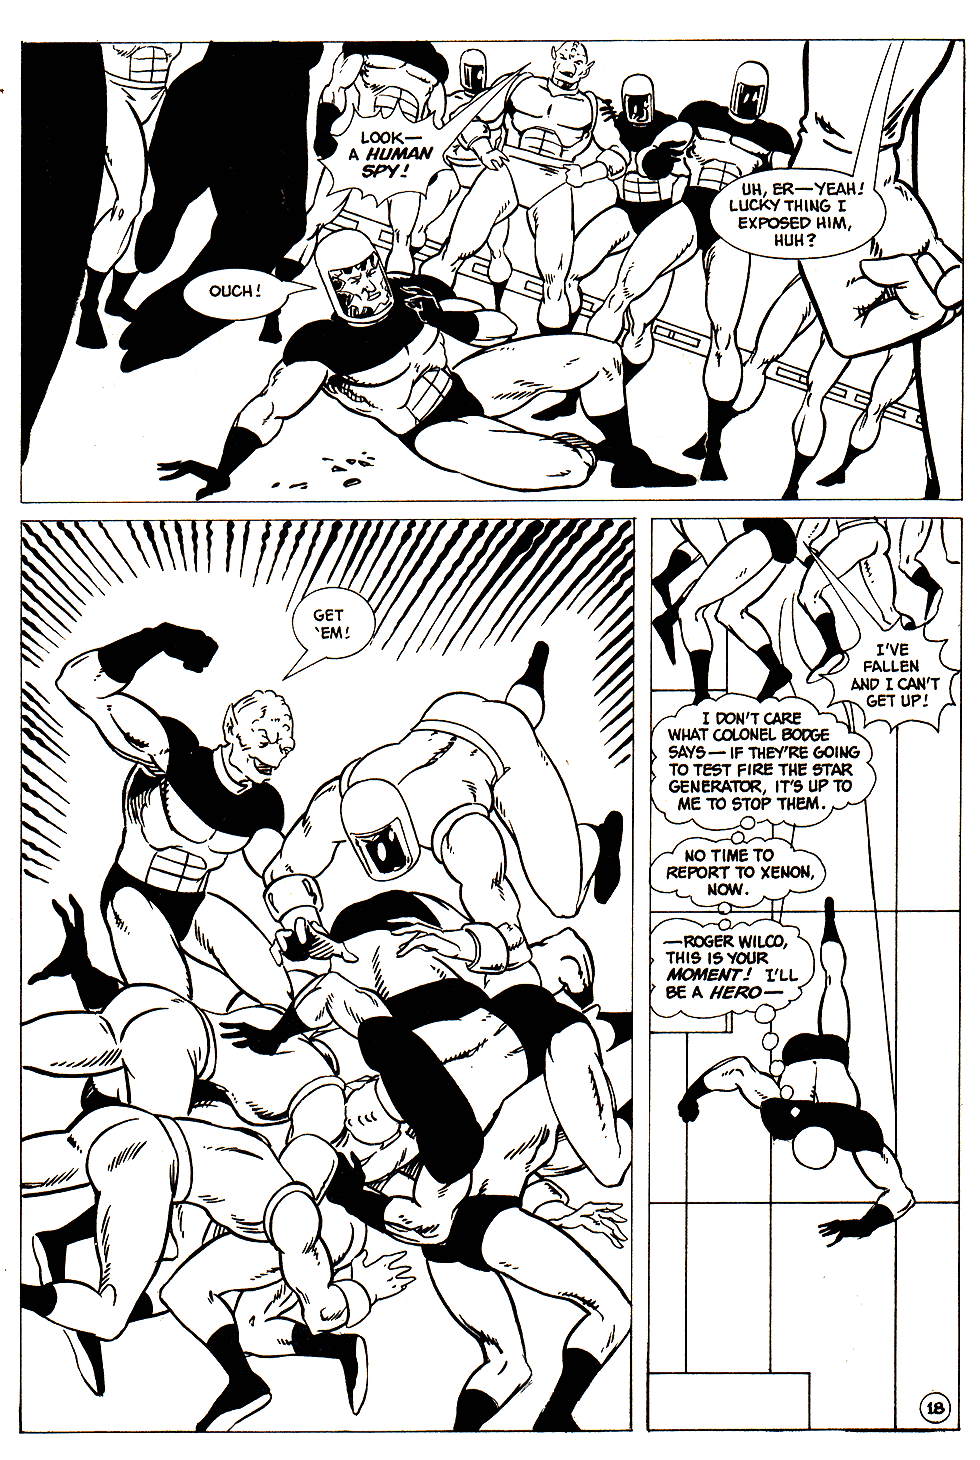 LOOK—
A HUMAN
SPY!
UH, ER—YEAH!
LUCKY THING I
EXPOSED HIM,
HUH?
OUCH!
GET
'EM!
I'VE
FALLEN
AND I CAN'T
GET UP!
I DON'T CARE
WHAT COLONEL BODGE
SAYS—IF THEY'RE GOING
TO TEST FIRE THE STAR
GENERATOR, IT'S UP TO
ME TO STOP THEM.
NO TIME TO
REPORT TO XENON,
NOW.
—ROGER WILCO,
THIS IS YOUR
MOMENT! I'LL
BE A HERO—
18